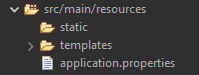 src/main/resources
static
templates
application.properties